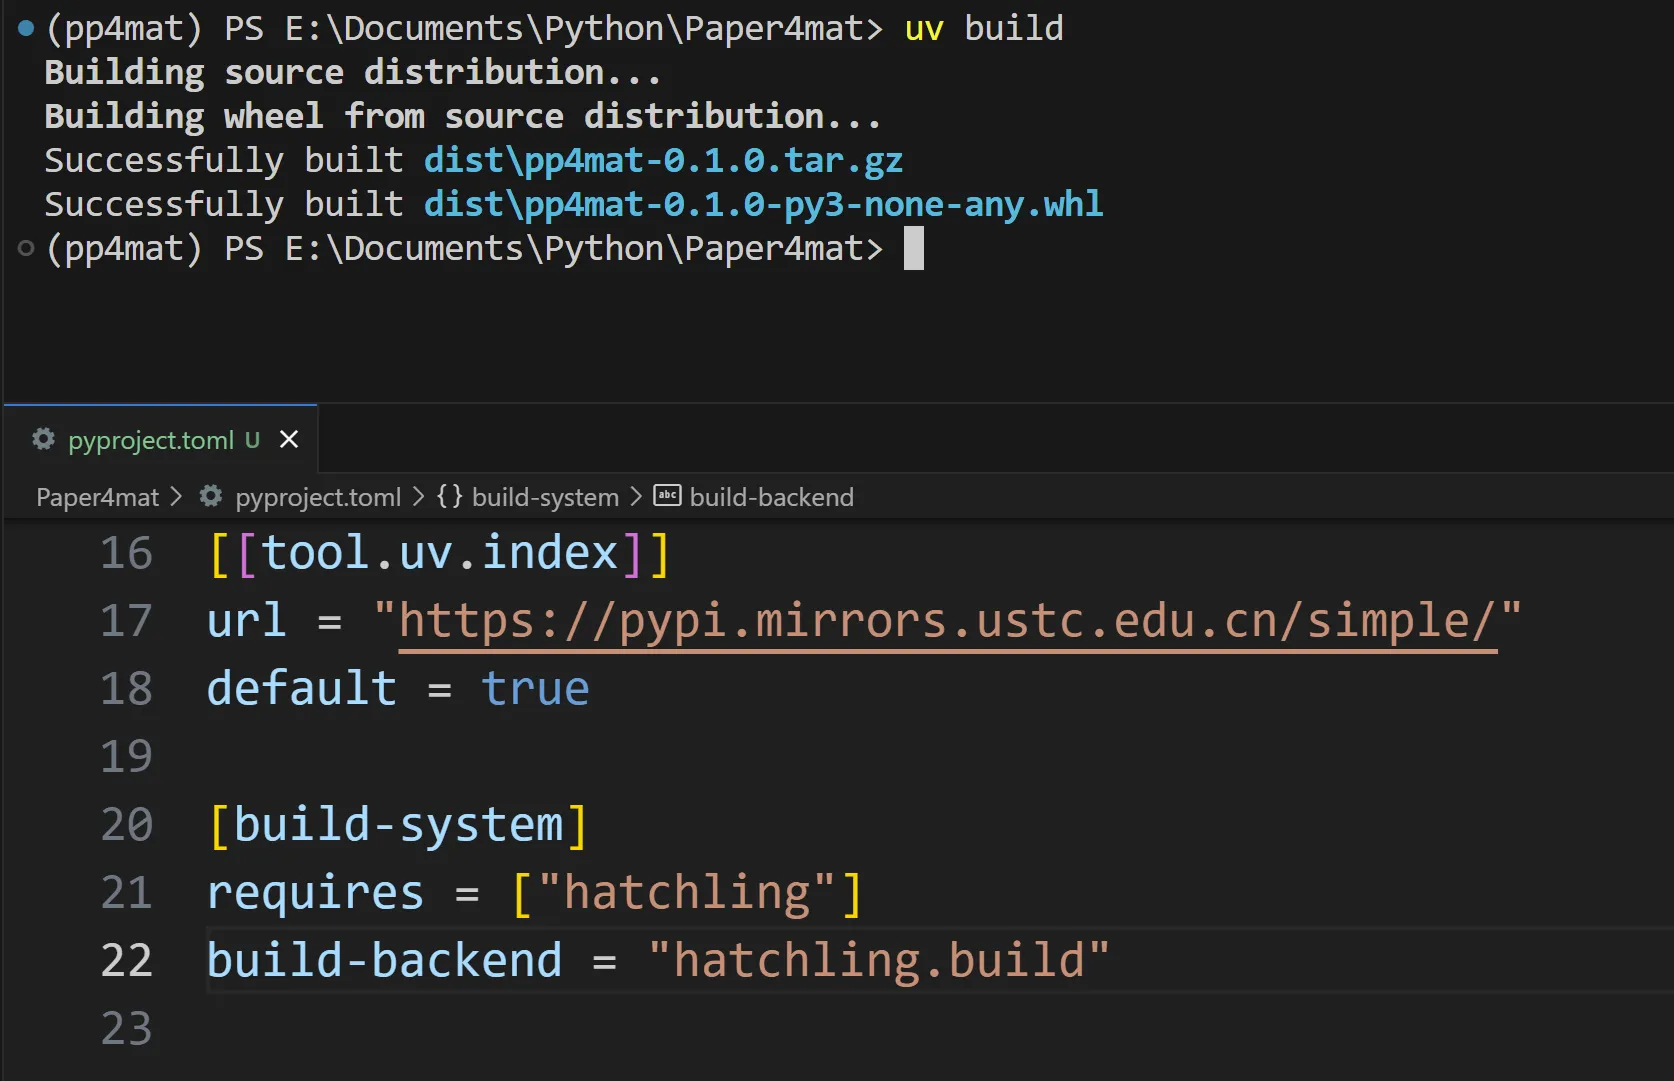 (pp4mat) PS E:\Documents\Python\Paper4mat> uv build
Building source distribution...
Building wheel from source distribution...
Successfully built dist\pp4mat-0.1.0.tar.gz
Successfully built dist\pp4mat-0.1.0-py3-none-any.whl
(pp4mat) PS E:\Documents\Python\Paper4mat>
pyproject.toml U ×
Paper4mat > pyproject.toml > {} build-system > abc build-backend
16 [[tool.uv.index]]
17 url = "https://pypi.mirrors.ustc.edu.cn/simple/"
18 default = true
19
20 [build-system]
21 requires = ["hatchling"]
22 build-backend = "hatchling.build"
23